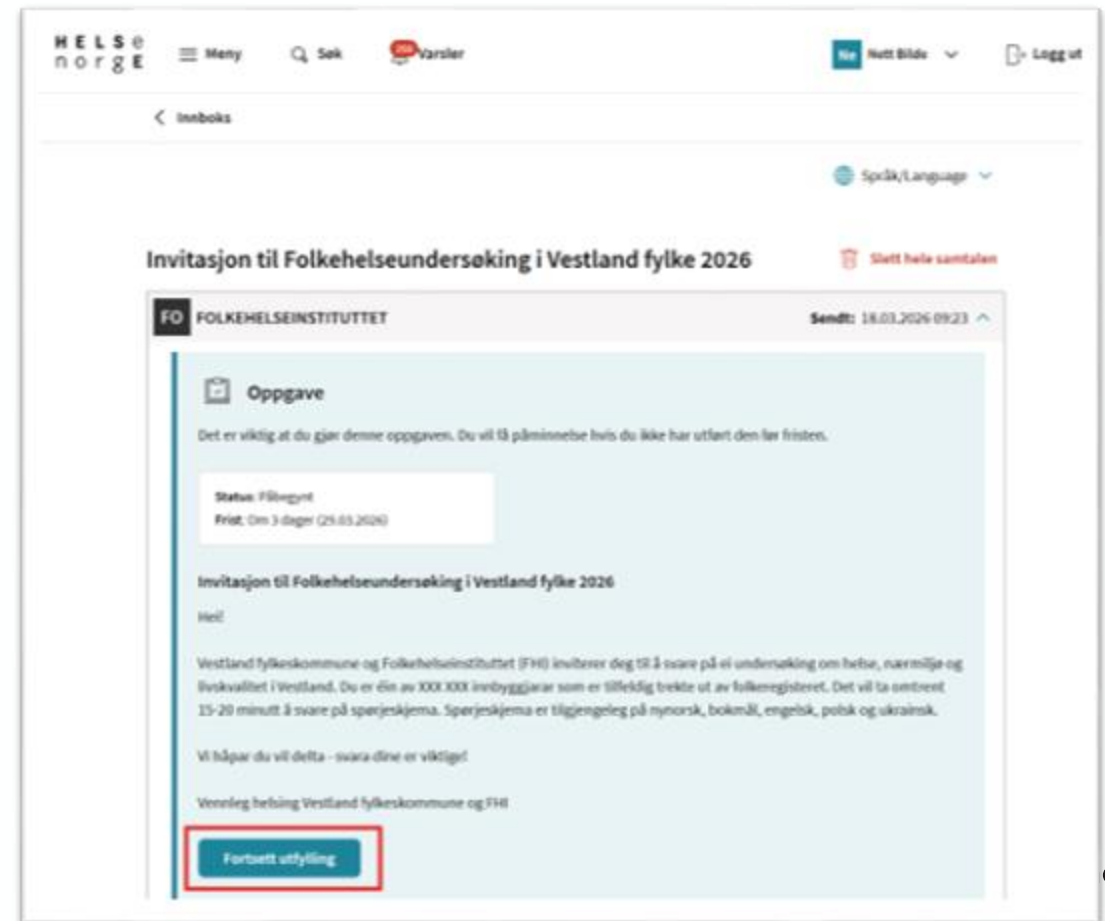 HELSe
norgE
Meny
Søk
Varsler
Ne
Nett Bilde
Logg ut
Innboks
Språk/Language
Invitasjon til Folkehelseundersøking i Vestland fylke 2026
Slett hele samtalen
FO FOLKEHELSEINSTITUTTET
Sendt: 18.03.2026 09:23
Oppgave
Det er viktig at du gjør denne oppgaven. Du vil få påminnelse hvis du ikke har utført den før fristen.
Status: Påbegynt
Frist: Om 3 dager (29.03.2026)
Invitasjon til Folkehelseundersøking i Vestland fylke 2026
Hei!
Vestland fylkeskommune og Folkehelseinstituttet (FHI) inviterer deg til å svare på ei undersøking om helse, nærmiljø og
livskvalitet i Vestland. Du er éin av XXX XXX innbyggjarar som er tilfeldig trekte ut av folkeregisteret. Det vil ta omtrent
15-20 minutt å svare på spørjeskjema. Spørjeskjema er tilgjengeleg på nynorsk, bokmål, engelsk, polsk og ukrainsk.
Vi håpar du vil delta - svara dine er viktige!
Vennleg helsing Vestland fylkeskommune og FHI
Fortsett utfylling